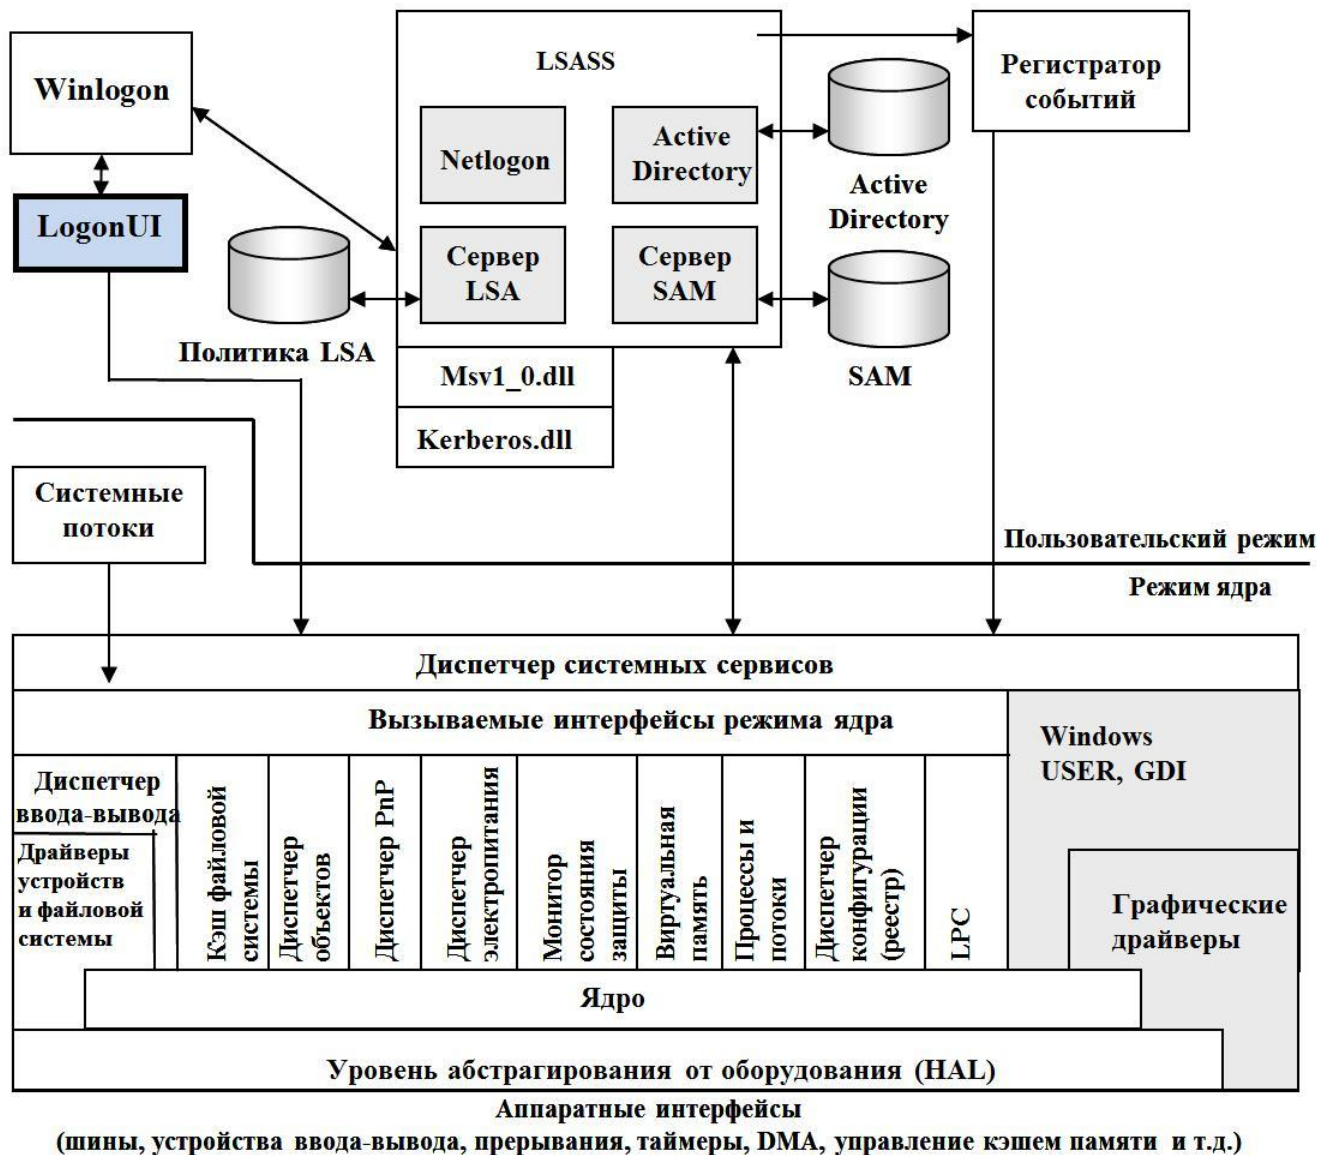 Winlogon
LogonUI
LSASS
Netlogon
Active
Directory
Сервер
LSA
Сервер
SAM
Политика LSA
Msv1_0.dll
Kerberos.dll
Active
Directory
SAM
Регистратор
событий
Системные
потоки
Пользовательский режим
Режим ядра
Диспетчер системных сервисов
Вызываемые интерфейсы режима ядра
Windows
USER, GDI
Диспетчер
ввода-вывода
Драйверы
устройств
и файловой
системы
Кэш файловой
системы
Диспетчер
объектов
Диспетчер PnP
Диспетчер
электропитания
Монитор
состояния
защиты
Виртуальная
память
Процессы и
потоки
Диспетчер
конфигурации
(реестр)
LPC
Графические
драйверы
Ядро
Уровень абстрагирования от оборудования (HAL)
Аппаратные интерфейсы
(шины, устройства ввода-вывода, прерывания, таймеры, DMA, управление кэшем памяти и т.д.)